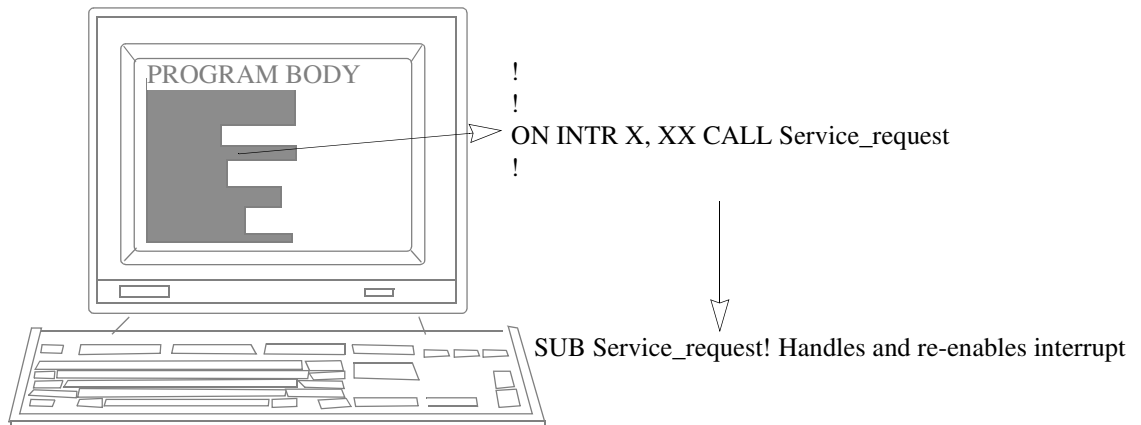 PROGRAM BODY
!
!
ON INTR X, XX CALL Service_request
!
SUB Service_request! Handles and re-enables interrupt